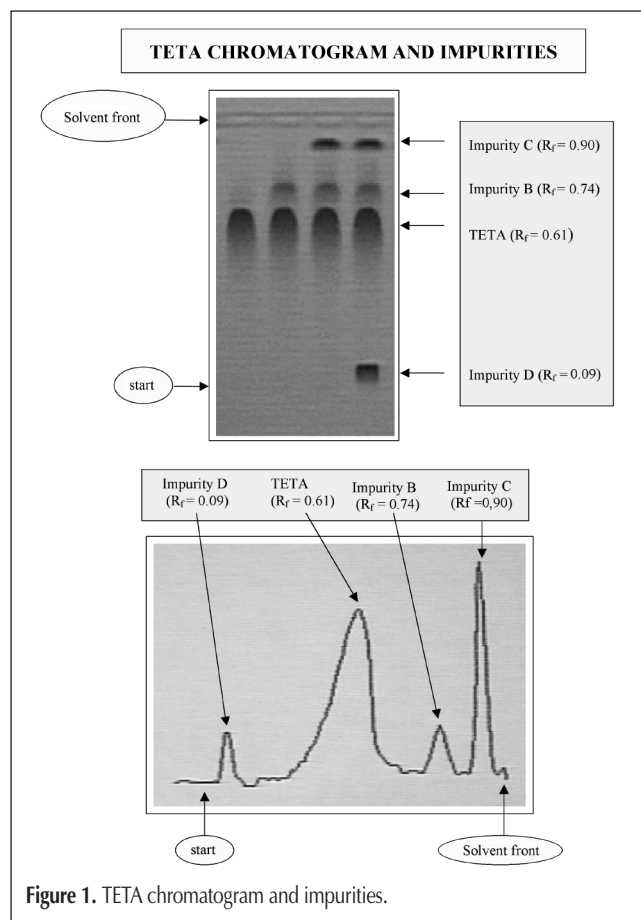 TETA CHROMATOGRAM AND IMPURITIES
Solvent front
Impurity C (Rf = 0.90)
Impurity B (Rf = 0.74)
TETA (Rf = 0.61)
start
Impurity D (Rf = 0.09)
Impurity D
(Rf = 0.09)
TETA
(Rf = 0.61)
Impurity B
(Rf = 0.74)
Impurity C
(Rf =0,90)
start
Solvent front
Figure 1. TETA chromatogram and impurities.